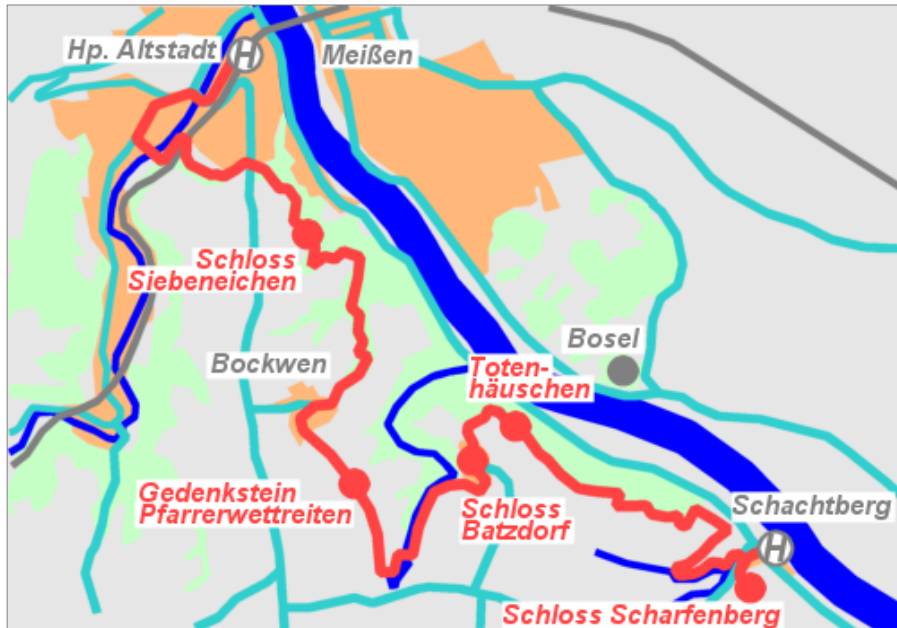 Hp. Altstadt
H
Meißen
Schloss
Siebeneichen
Bosel
Bockwen
Toten-
häuschen
Gedenkstein
Pfarrerwettreiten
Schloss
Batzdorf
Schachtberg
H
Schloss Scharfenberg